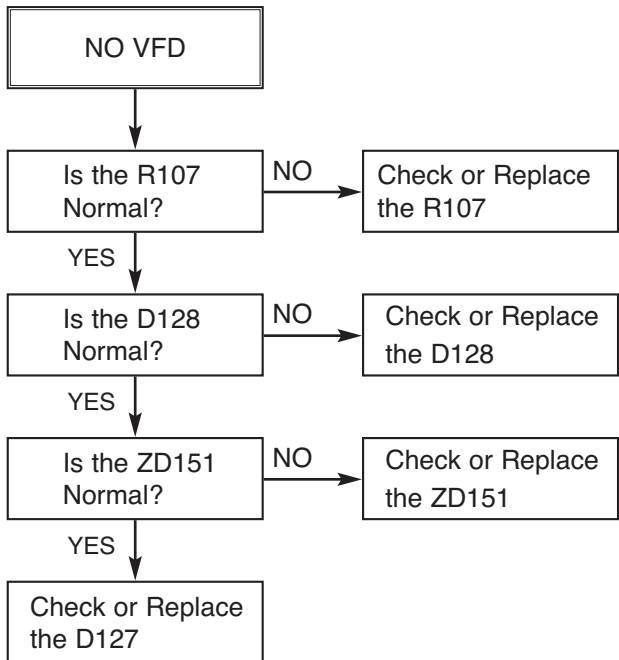 NO VFD
Is the R107
Normal?
NO
Check or Replace
the R107
YES
Is the D128
Normal?
NO
Check or Replace
the D128
YES
Is the ZD151
Normal?
NO
Check or Replace
the ZD151
YES
Check or Replace
the D127